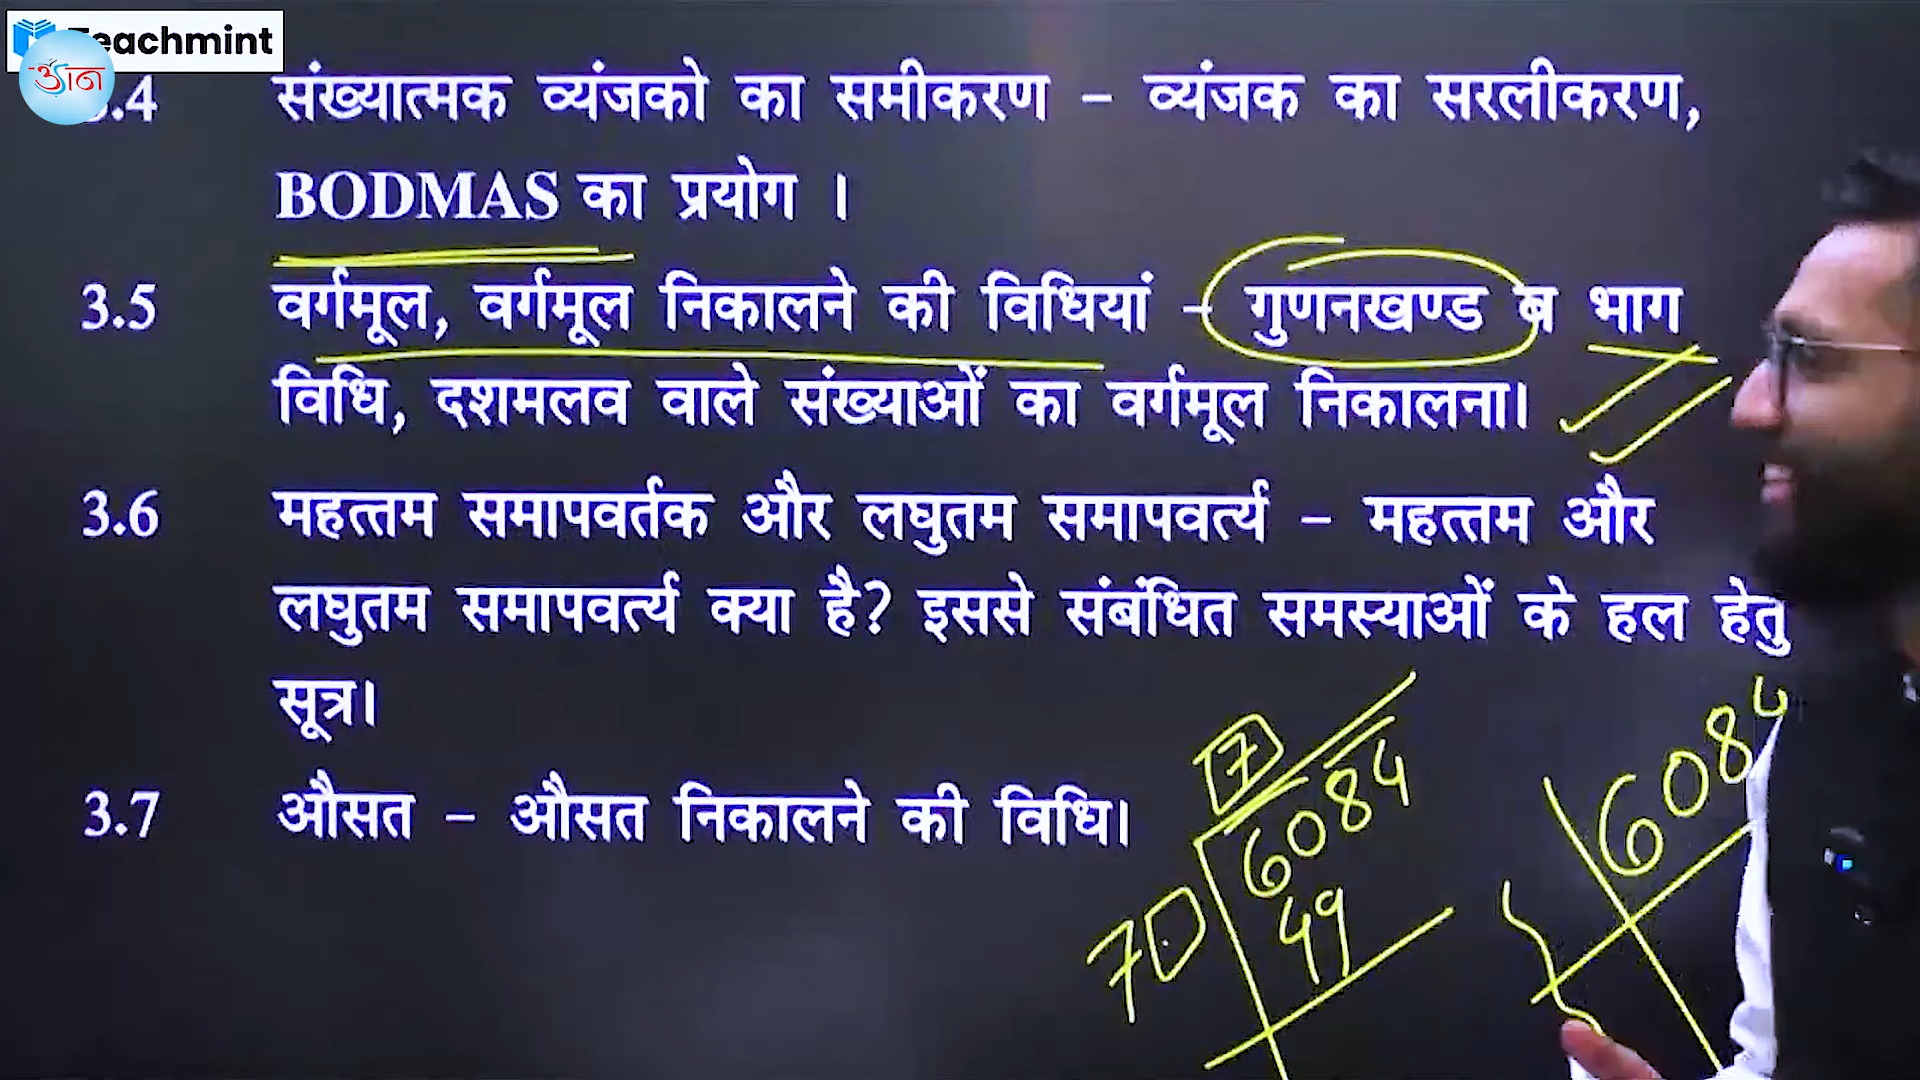 Teachmint
ज्ञान
3.4 संख्यात्मक व्यंजको का समीकरण – व्यंजक का सरलीकरण,
BODMAS का प्रयोग ।
3.5 वर्गमूल, वर्गमूल निकालने की विधियां – गुणनखण्ड व भाग
विधि, दशमलव वाले संख्याओं का वर्गमूल निकालना।
3.6 महत्तम समापवर्तक और लघुतम समापवर्त्य – महत्तम और
लघुतम समापवर्त्य क्या है? इससे संबंधित समस्याओं के हल हेतु
सूत्र।
3.7 औसत – औसत निकालने की विधि।
7
6084
7
49
6084